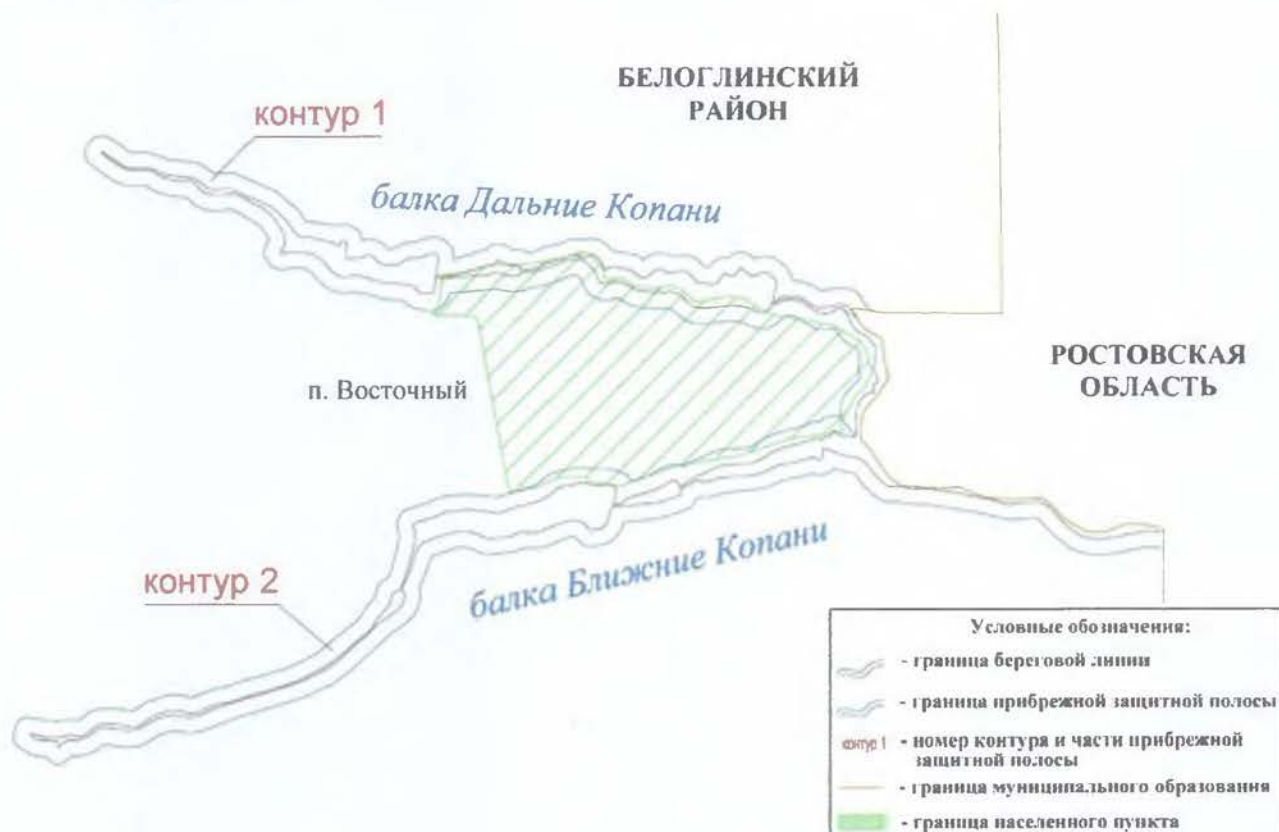 БЕЛОГЛИНСКИЙ
РАЙОН
контур 1
балка Дальние Копани
РОСТОВСКАЯ
ОБЛАСТЬ
п. Восточный
балка Ближние Копани
контур 2
Условные обозначения:
- граница береговой линии
- граница прибрежной защитной полосы
контур 1 - номер контура и части прибрежной
защитной полосы
- граница муниципального образования
- граница населенного пункта